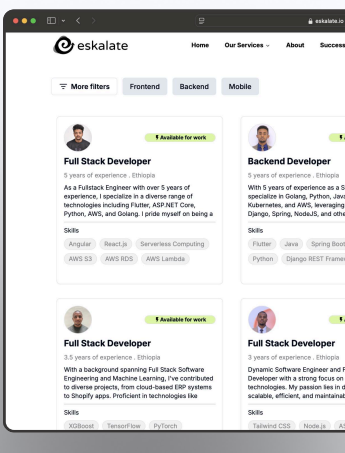 eskalate.io
eskalate
Home Our Services About Success
More filters Frontend Backend Mobile
Available for work
Full Stack Developer
5 years of experience . Ethiopia
As a Fullstack Engineer with over 5 years of
experience, I specialize in a diverse range of
technologies including Flutter, ASP.NET Core,
Python, AWS, and Golang. I pride myself on being a
Skills
Angular React.js Serverless Computing
AWS S3 AWS RDS AWS Lambda
Backend Developer
5 years of experience . Ethiopia
With 5 years of experience as a S
specialize in Golang, Python, Java
Kubernetes, and AWS, leveraging
Django, Spring, NodeJS, and othe
Skills
Flutter Java Spring Boot
Python Django REST Framew
Available for work
Full Stack Developer
3.5 years of experience . Ethiopia
With a background spanning Full Stack Software
Engineering and Machine Learning, I've contributed
to diverse projects, from cloud-based ERP systems
to Shopify apps. Proficient in technologies like
Skills
XGBoost TensorFlow PyTorch
Full Stack Developer
3 years of experience . Ethiopia
Dynamic Software Engineer and F
Developer with a strong focus on
technologies. My passion lies in d
scalable, efficient, and maintainab
Skills
Tailwind CSS Node.js AS